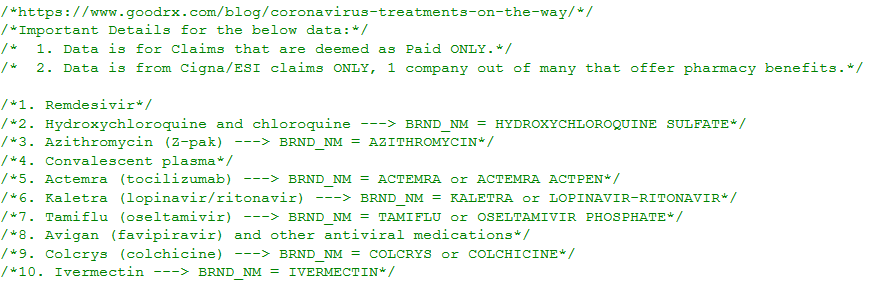 /*https://www.goodrx.com/blog/coronavirus-treatments-on-the-way/*/
/*Important Details for the below data:*/
/*  1. Data is for Claims that are deemed as Paid ONLY.*/
/*  2. Data is from Cigna/ESI claims ONLY, 1 company out of many that offer pharmacy benefits.*/
/*1. Remdesivir*/
/*2. Hydroxychloroquine and chloroquine ---> BRND_NM = HYDROXYCHLOROQUINE SULFATE*/
/*3. Azithromycin (Z-pak) ---> BRND_NM = AZITHROMYCIN*/
/*4. Convalescent plasma*/
/*5. Actemra (tocilizumab) ---> BRND_NM = ACTEMRA or ACTEMRA ACTPEN*/
/*6. Kaletra (lopinavir/ritonavir) ---> BRND_NM = KALETRA or LOPINAVIR-RITONAVIR*/
/*7. Tamiflu (oseltamivir) ---> BRND_NM = TAMIFLU or OSELTAMIVIR PHOSPHATE*/
/*8. Avigan (favipiravir) and other antiviral medications*/
/*9. Colcrys (colchicine) ---> BRND_NM = COLCRYS or COLCHICINE*/
/*10. Ivermectin ---> BRND_NM = IVERMECTIN*/